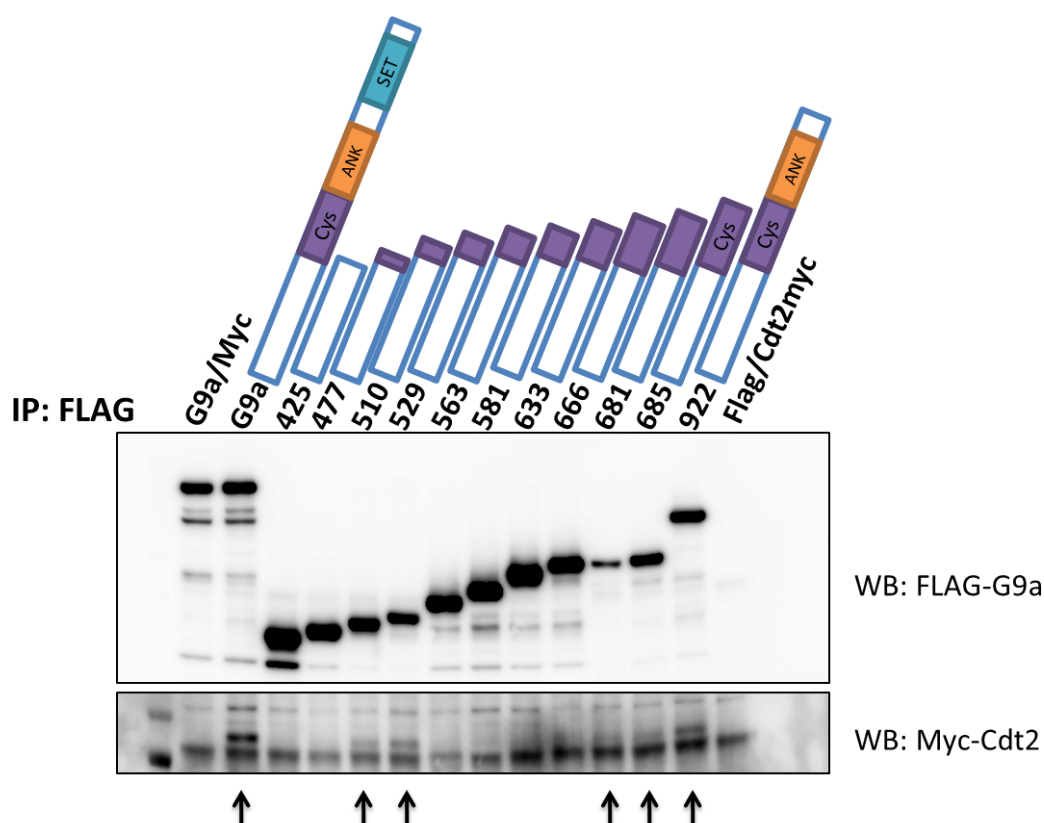 SET
ANK
Cys
Cys
ANK
Cys
IP: FLAG
G9a/Myc
G9a
425
477
510
529
563
581
633
666
681
685
922
Flag/Cdt2myc
WB: FLAG-G9a
WB: Myc-Cdt2